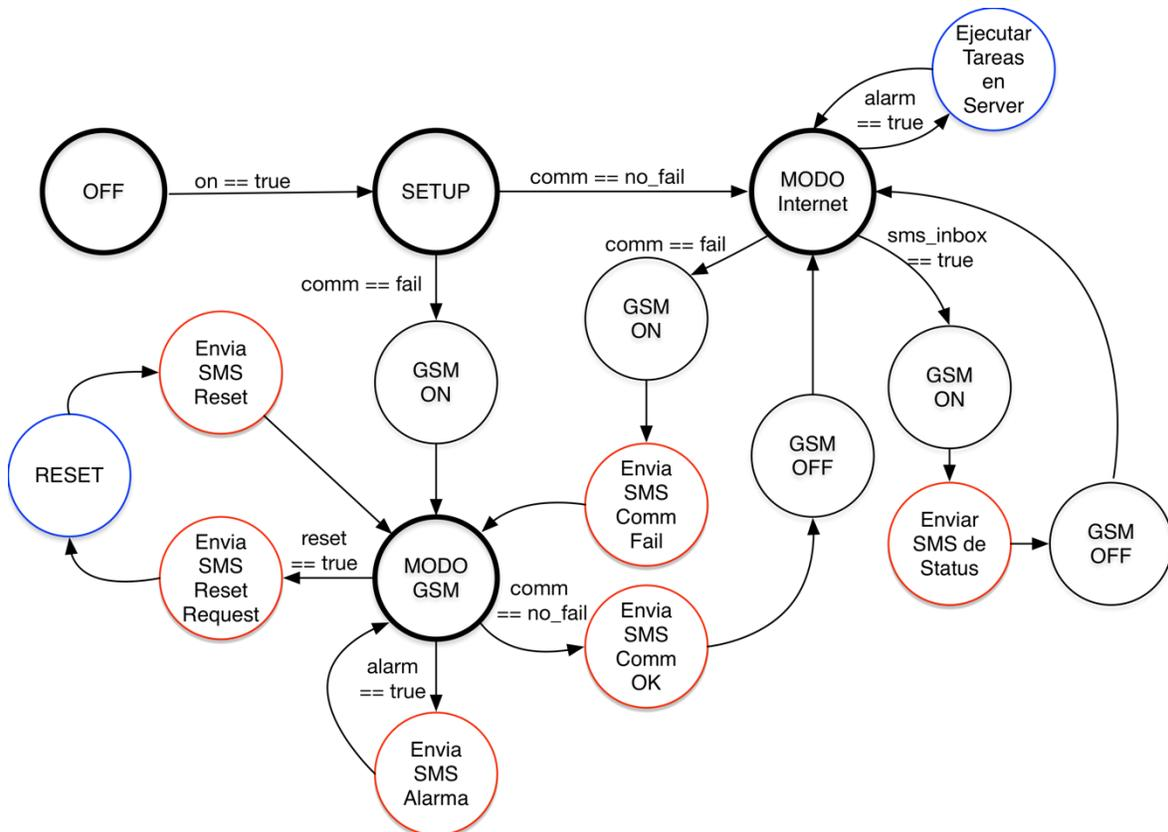 Ejecutar
Tareas
en
Server
alarm
== true
OFF
on == true
SETUP
comm == no_fail
MODO
Internet
comm == fail
sms_inbox
== true
comm == fail
GSM
ON
GSM
ON
GSM
ON
Envia
SMS
Reset
RESET
GSM
OFF
Envia
SMS
Comm
Fail
Enviar
SMS de
Status
GSM
OFF
Envia
SMS
Reset
Request
reset
== true
MODO
GSM
comm
== no_fail
Envia
SMS
Comm
OK
alarm
== true
Envia
SMS
Alarma